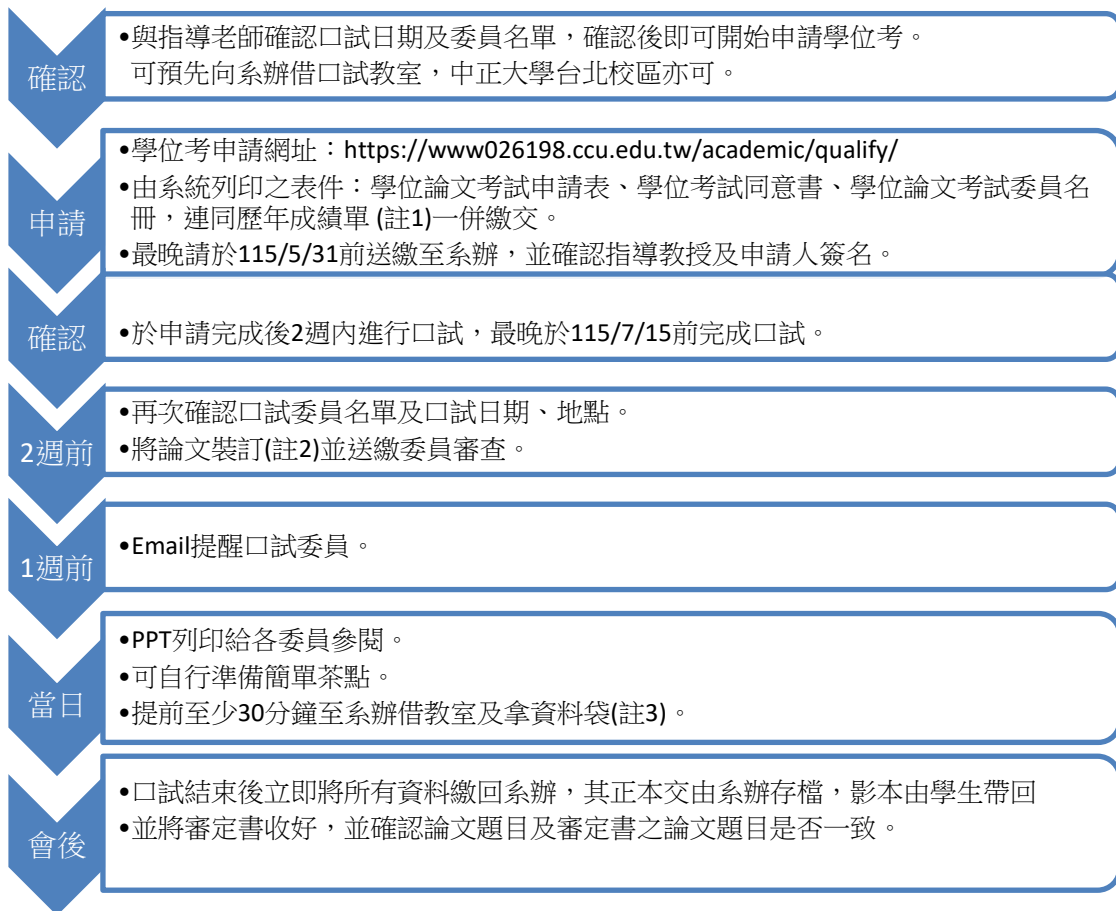 確認
•與指導老師確認口試日期及委員名單，確認後即可開始申請學位考。
可預先向系辦借口試教室，中正大學台北校區亦可。
申請
•學位考申請網址：https://www026198.ccu.edu.tw/academic/qualify/
•由系統列印之表件：學位論文考試申請表、學位考試同意書、學位論文考試委員名
冊，連同歷年成績單 (註1)一併繳交。
•最晚請於115/5/31前送繳至系辦，並確認指導教授及申請人簽名。
確認
•於申請完成後2週內進行口試，最晚於115/7/15前完成口試。
2週前
•再次確認口試委員名單及口試日期、地點。
•將論文裝訂(註2)並送繳委員審查。
1週前
•Email提醒口試委員。
當日
•PPT列印給各委員參閱。
•可自行準備簡單茶點。
•提前至少30分鐘至系辦借教室及拿資料袋(註3)。
會後
•口試結束後立即將所有資料繳回系辦，其正本交由系辦存檔，影本由學生帶回
•並將審定書收好，並確認論文題目及審定書之論文題目是否一致。